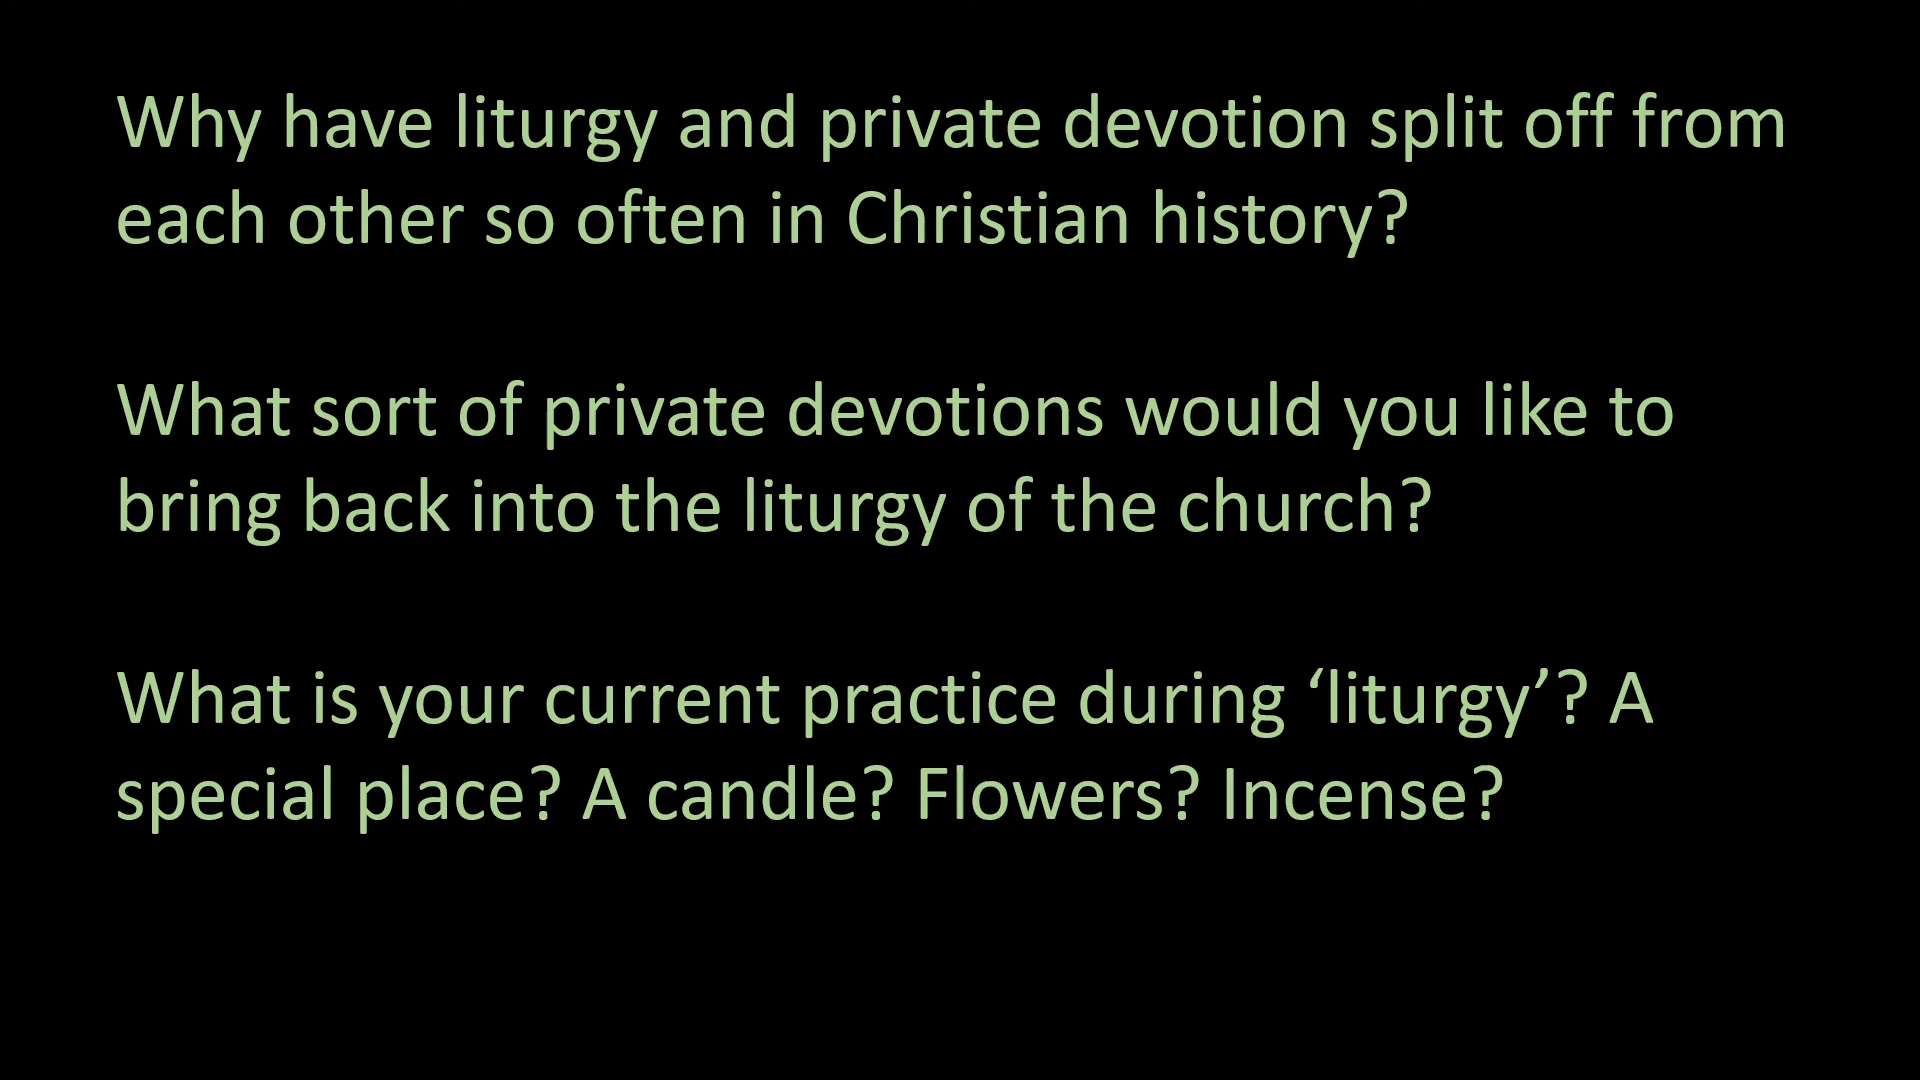 Why have liturgy and private devotion split off from
each other so often in Christian history?
What sort of private devotions would you like to
bring back into the liturgy of the church?
What is your current practice during ‘liturgy’? A
special place? A candle? Flowers? Incense?